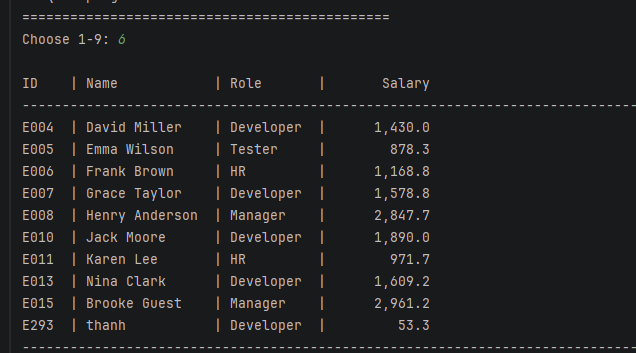 =============================================
Choose 1-9: 6
ID    | Name            | Role       |       Salary
--------------------------------------------------------------------------------
E004  | David Miller    | Developer  |      1,430.0
E005  | Emma Wilson     | Tester     |        878.3
E006  | Frank Brown     | HR         |      1,168.8
E007  | Grace Taylor    | Developer  |      1,578.8
E008  | Henry Anderson  | Manager    |      2,847.7
E010  | Jack Moore      | Developer  |      1,890.0
E011  | Karen Lee       | HR         |        971.7
E013  | Nina Clark      | Developer  |      1,609.2
E015  | Brooke Guest    | Manager    |      2,961.2
E293  | thanh           | Developer  |         53.3
--------------------------------------------------------------------------------